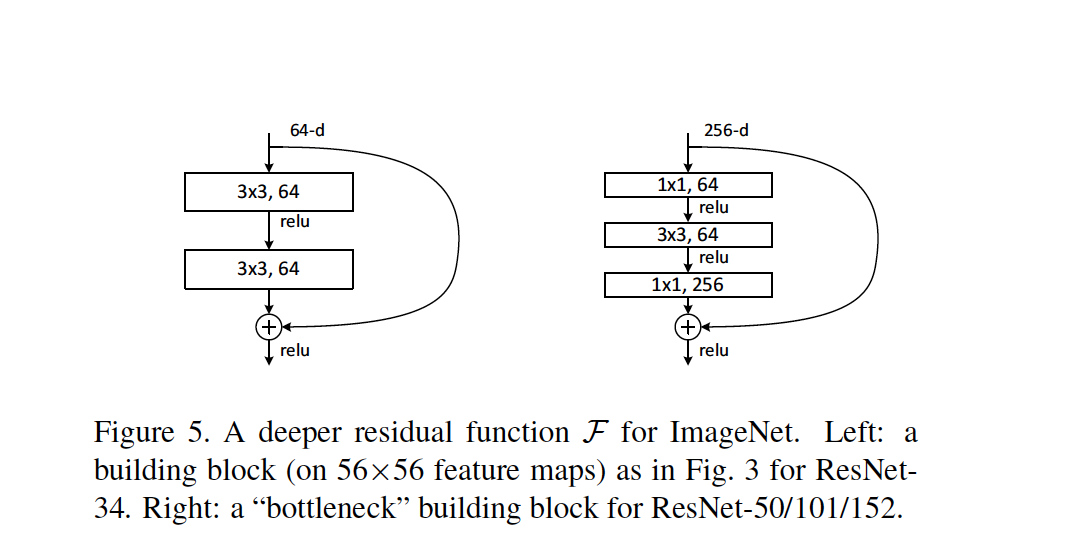 64-d
3x3, 64
relu
3x3, 64
+
relu
256-d
1x1, 64
relu
3x3, 64
relu
1x1, 256
+
relu
Figure 5. A deeper residual function ℱ for ImageNet. Left: a
building block (on 56×56 feature maps) as in Fig. 3 for ResNet-
34. Right: a “bottleneck” building block for ResNet-50/101/152.